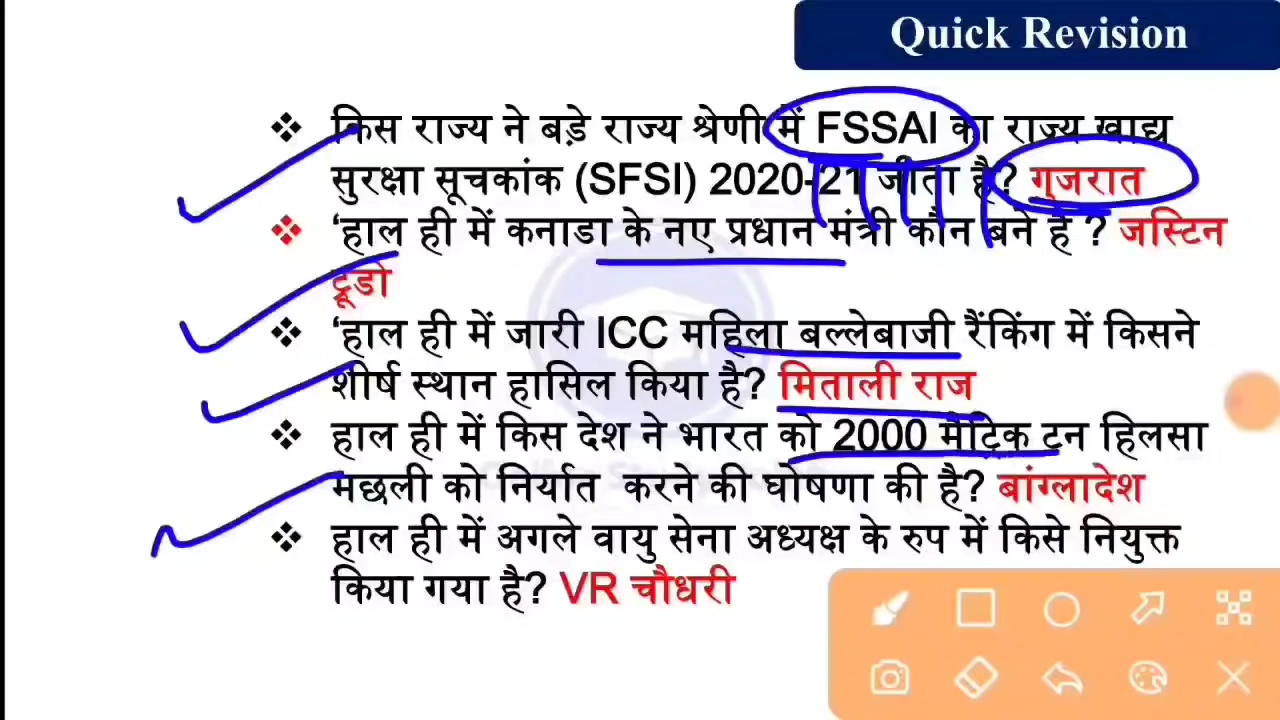 Quick Revision
❖ किस राज्य ने बड़े राज्य श्रेणी में FSSAI का राज्य खाद्य
सुरक्षा सूचकांक (SFSI) 2020-21 जीता है? गुजरात
❖ ‘हाल ही में कनाडा के नए प्रधान मंत्री कौन बने हैं ? जस्टिन
ट्रूडो
❖ ‘हाल ही में जारी ICC महिला बल्लेबाजी रैंकिंग में किसने
शीर्ष स्थान हासिल किया है? मिताली राज
❖ हाल ही में किस देश ने भारत को 2000 मीट्रिक टन हिलसा
मछली को निर्यात करने की घोषणा की है? बांग्लादेश
❖ हाल ही में अगले वायु सेना अध्यक्ष के रुप में किसे नियुक्त
किया गया है? VR चौधरी